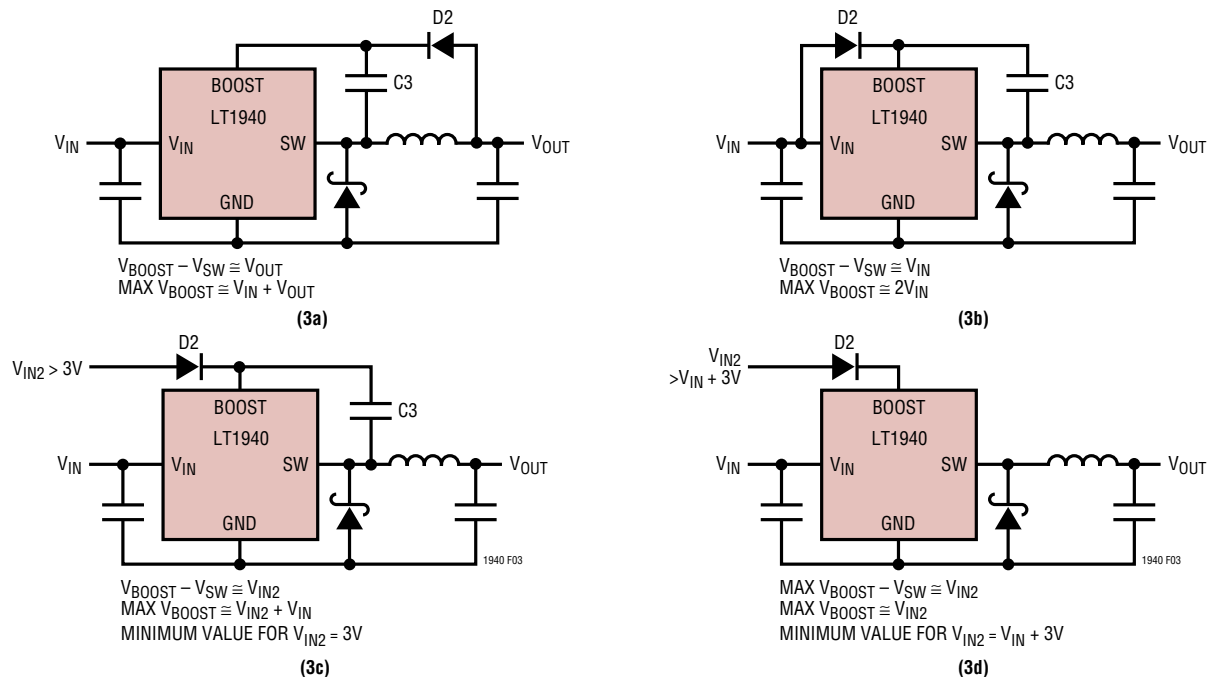 D2
BOOST
C3
LT1940
V_IN
V_IN
SW
V_OUT
GND
V_BOOST – V_SW ≅ V_OUT
MAX V_BOOST ≅ V_IN + V_OUT
(3a)
D2
BOOST
C3
LT1940
V_IN
V_IN
SW
V_OUT
GND
V_BOOST – V_SW ≅ V_IN
MAX V_BOOST ≅ 2V_IN
(3b)
D2
V_IN2 > 3V
BOOST
C3
LT1940
V_IN
V_IN
SW
V_OUT
GND
1940 F03
V_BOOST – V_SW ≅ V_IN2
MAX V_BOOST ≅ V_IN2 + V_IN
MINIMUM VALUE FOR V_IN2 = 3V
(3c)
D2
V_IN2
>V_IN + 3V
BOOST
LT1940
V_IN
V_IN
SW
V_OUT
GND
1940 F03
MAX V_BOOST – V_SW ≅ V_IN2
MAX V_BOOST ≅ V_IN2
MINIMUM VALUE FOR V_IN2 = V_IN + 3V
(3d)